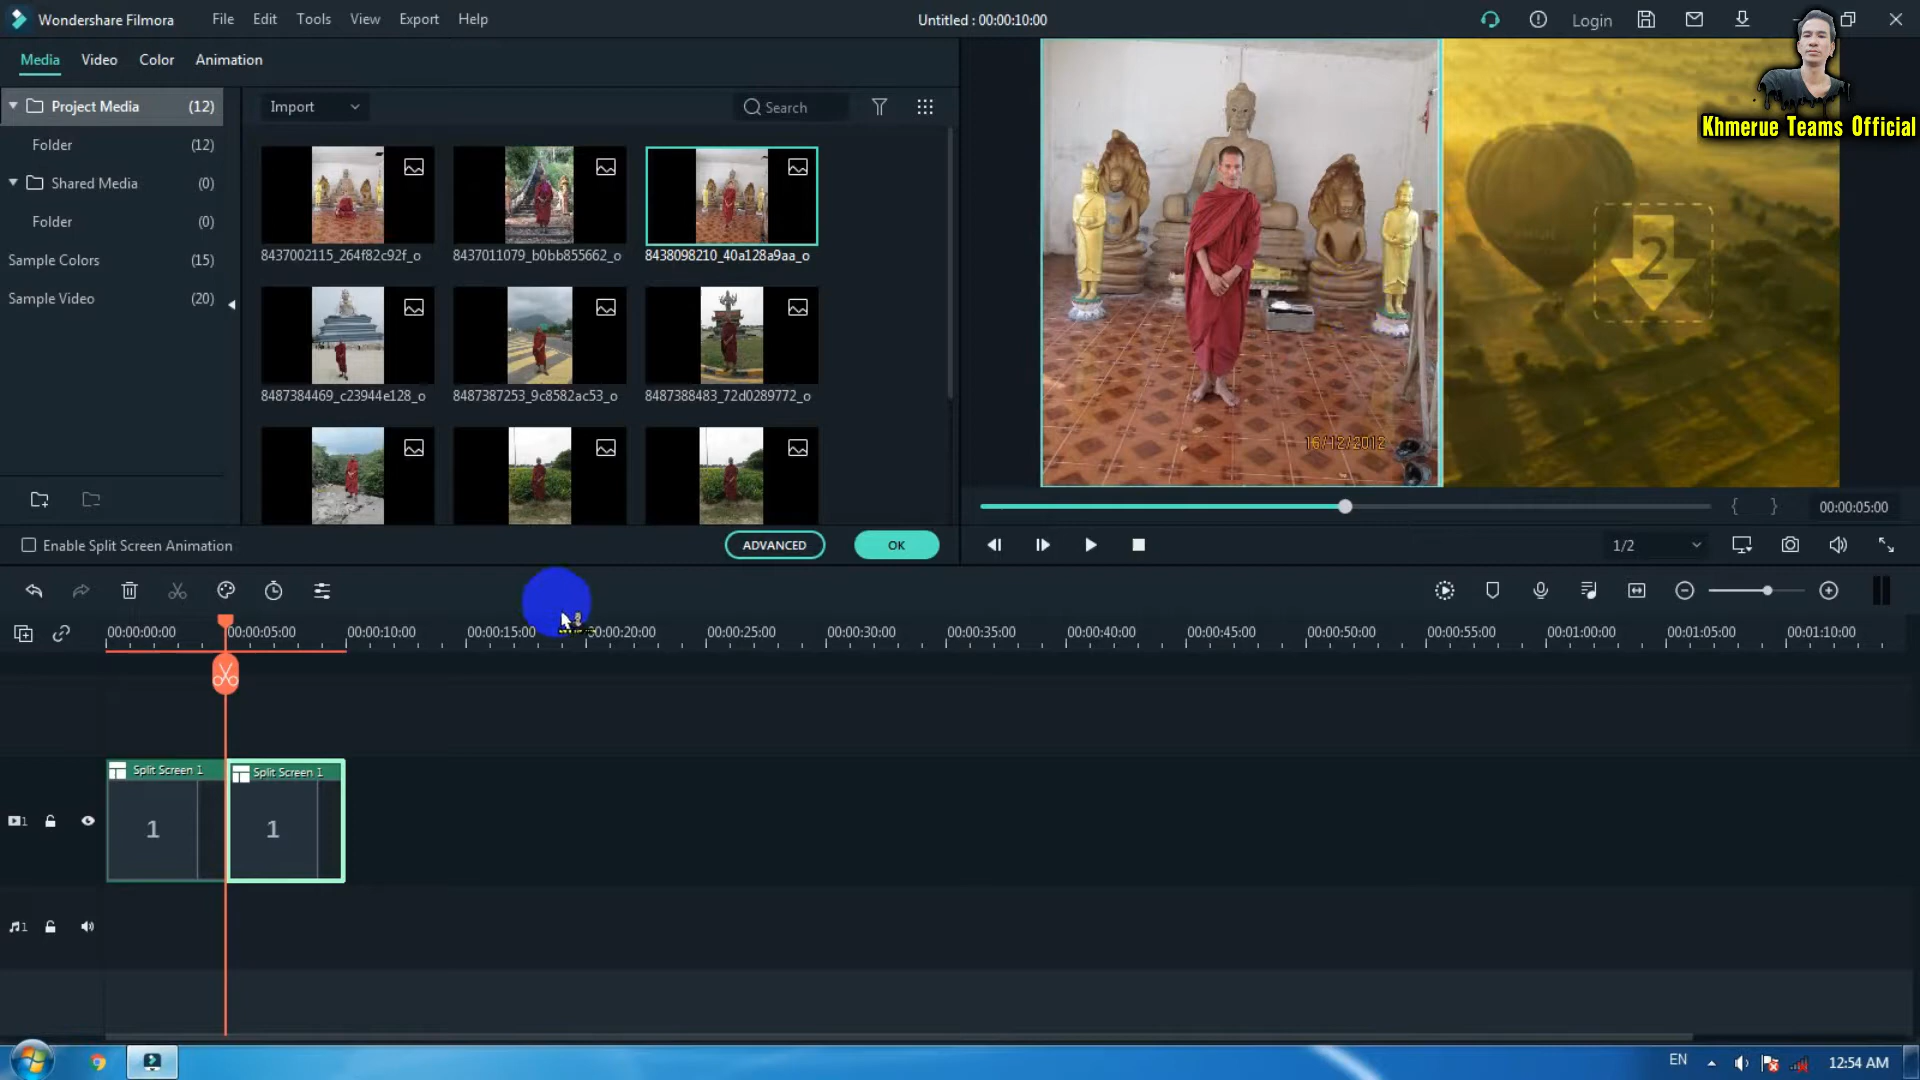 Wondershare Filmora
File Edit Tools View Export Help
Untitled : 00:00:10:00
Login
Media Video Color Animation
Khmerue Teams Official
Project Media (12)
Folder (12)
Shared Media (0)
Folder (0)
Sample Colors (15)
Sample Video (20)
Import
Search
8437002115_264f82c92f_o
8437011079_b0bb855662_o
8438098210_40a128a9aa_o
8487384469_c23944e128_o
8487387253_9c8582ac53_o
8487388483_72d0289772_o
2
16/12/2012
{ } 00:00:05:00
Enable Split Screen Animation
ADVANCED
OK
1/2
00:00:00:00 00:00:05:00 00:00:10:00 00:00:15:00 00:00:20:00 00:00:25:00 00:00:30:00 00:00:35:00 00:00:40:00 00:00:45:00 00:00:50:00 00:00:55:00 00:01:00:00 00:01:05:00 00:01:10:00
Split Screen 1
1
Split Screen 1
1
1
1
EN
12:54 AM